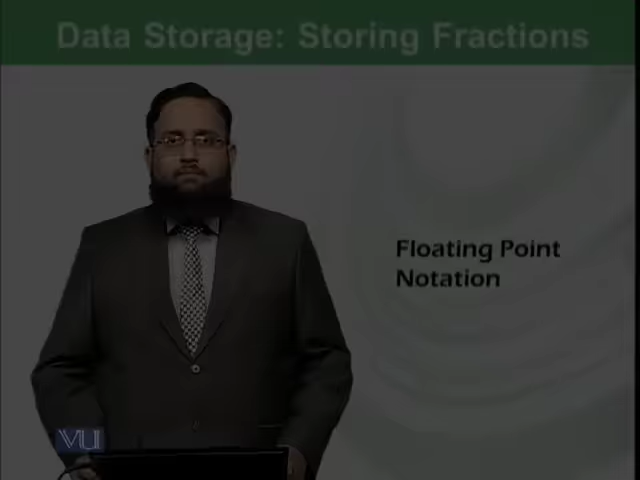 Data Storage: Storing Fractions
Floating Point
Notation
VU